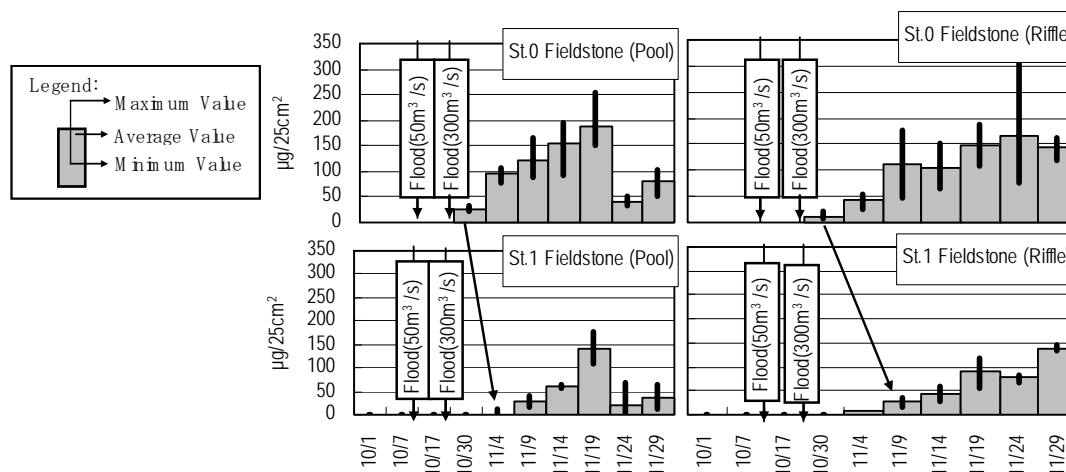 Legend:
Maximum Value
Average Value
Minimum Value
St.0 Fieldstone (Pool)
350
300
250
200
150
100
50
0
µg/25cm²
Flood(50m³/s)
Flood(300m³/s)
St.0 Fieldstone (Riffle
Flood(50m³/s)
Flood(300m³/s)
St.1 Fieldstone (Pool)
350
300
250
200
150
100
50
0
µg/25cm²
Flood(50m³/s)
Flood(300m³/s)
St.1 Fieldstone (Riffle
Flood(50m³/s)
Flood(300m³/s)
10/1
10/7
10/17
10/30
11/4
11/9
11/14
11/19
11/24
11/29
10/1
10/7
10/17
10/30
11/4
11/9
11/14
11/19
11/24
11/29